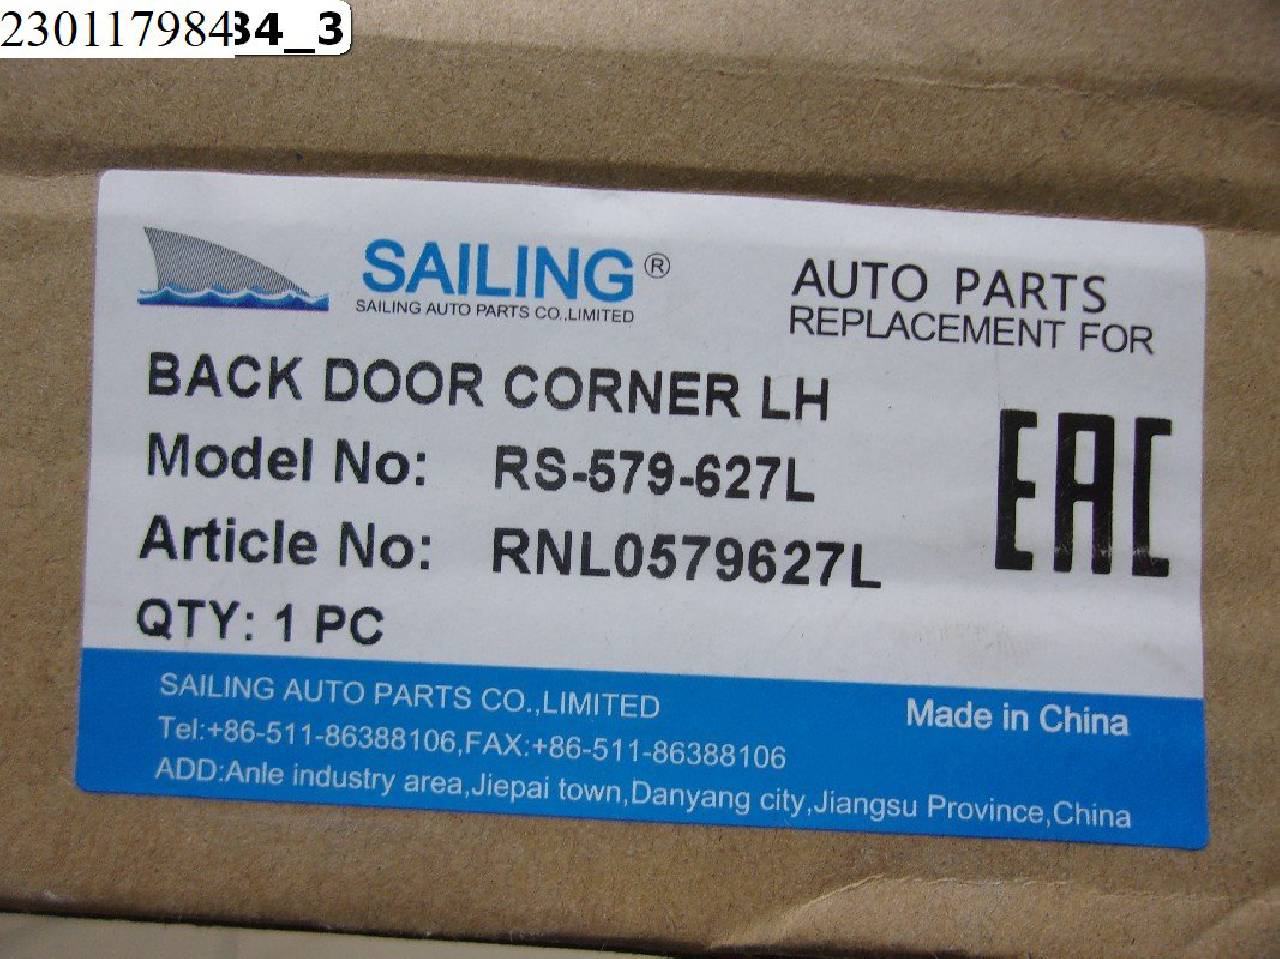 230117984
34_3
SAILING®
SAILING AUTO PARTS CO.,LIMITED
AUTO PARTS
REPLACEMENT FOR
BACK DOOR CORNER LH
Model No: RS-579-627L
Article No: RNL0579627L
QTY: 1 PC
EAC
SAILING AUTO PARTS CO.,LIMITED
Made in China
Tel:+86-511-86388106,FAX:+86-511-86388106
ADD:Anle industry area,Jiepai town,Danyang city,Jiangsu Province,China